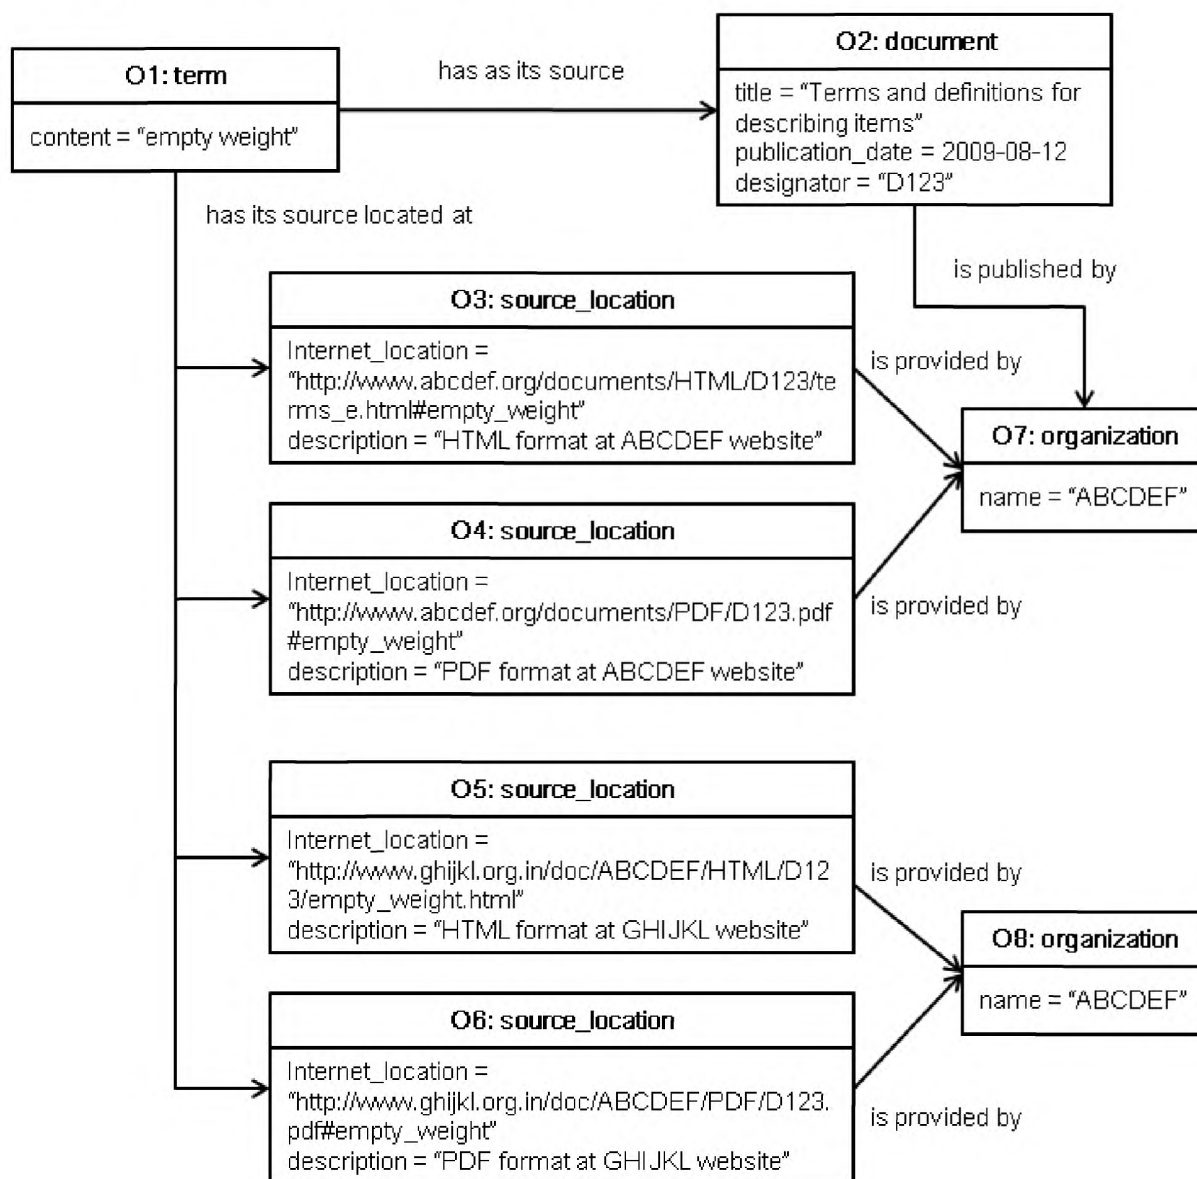 O1: term
content = “empty weight”
has as its source
O2: document
title = “Terms and definitions for
describing items”
publication_date = 2009-08-12
designator = “D123”
has its source located at
is published by
O3: source_location
Internet_location =
“http://www.abcdef.org/documents/HTML/D123/te
rms_e.html#empty_weight”
description = “HTML format at ABCDEF website”
is provided by
O7: organization
name = “ABCDEF”
O4: source_location
Internet_location =
“http://www.abcdef.org/documents/PDF/D123.pdf
#empty_weight”
description = “PDF format at ABCDEF website”
is provided by
O5: source_location
Internet_location =
“http://www.ghijkl.org.in/doc/ABCDEF/HTML/D12
3/empty_weight.html”
description = “HTML format at GHIJKL website”
is provided by
O8: organization
name = “ABCDEF”
O6: source_location
Internet_location =
“http://www.ghijkl.org.in/doc/ABCDEF/PDF/D123.
pdf#empty_weight”
description = “PDF format at GHIJKL website”
is provided by